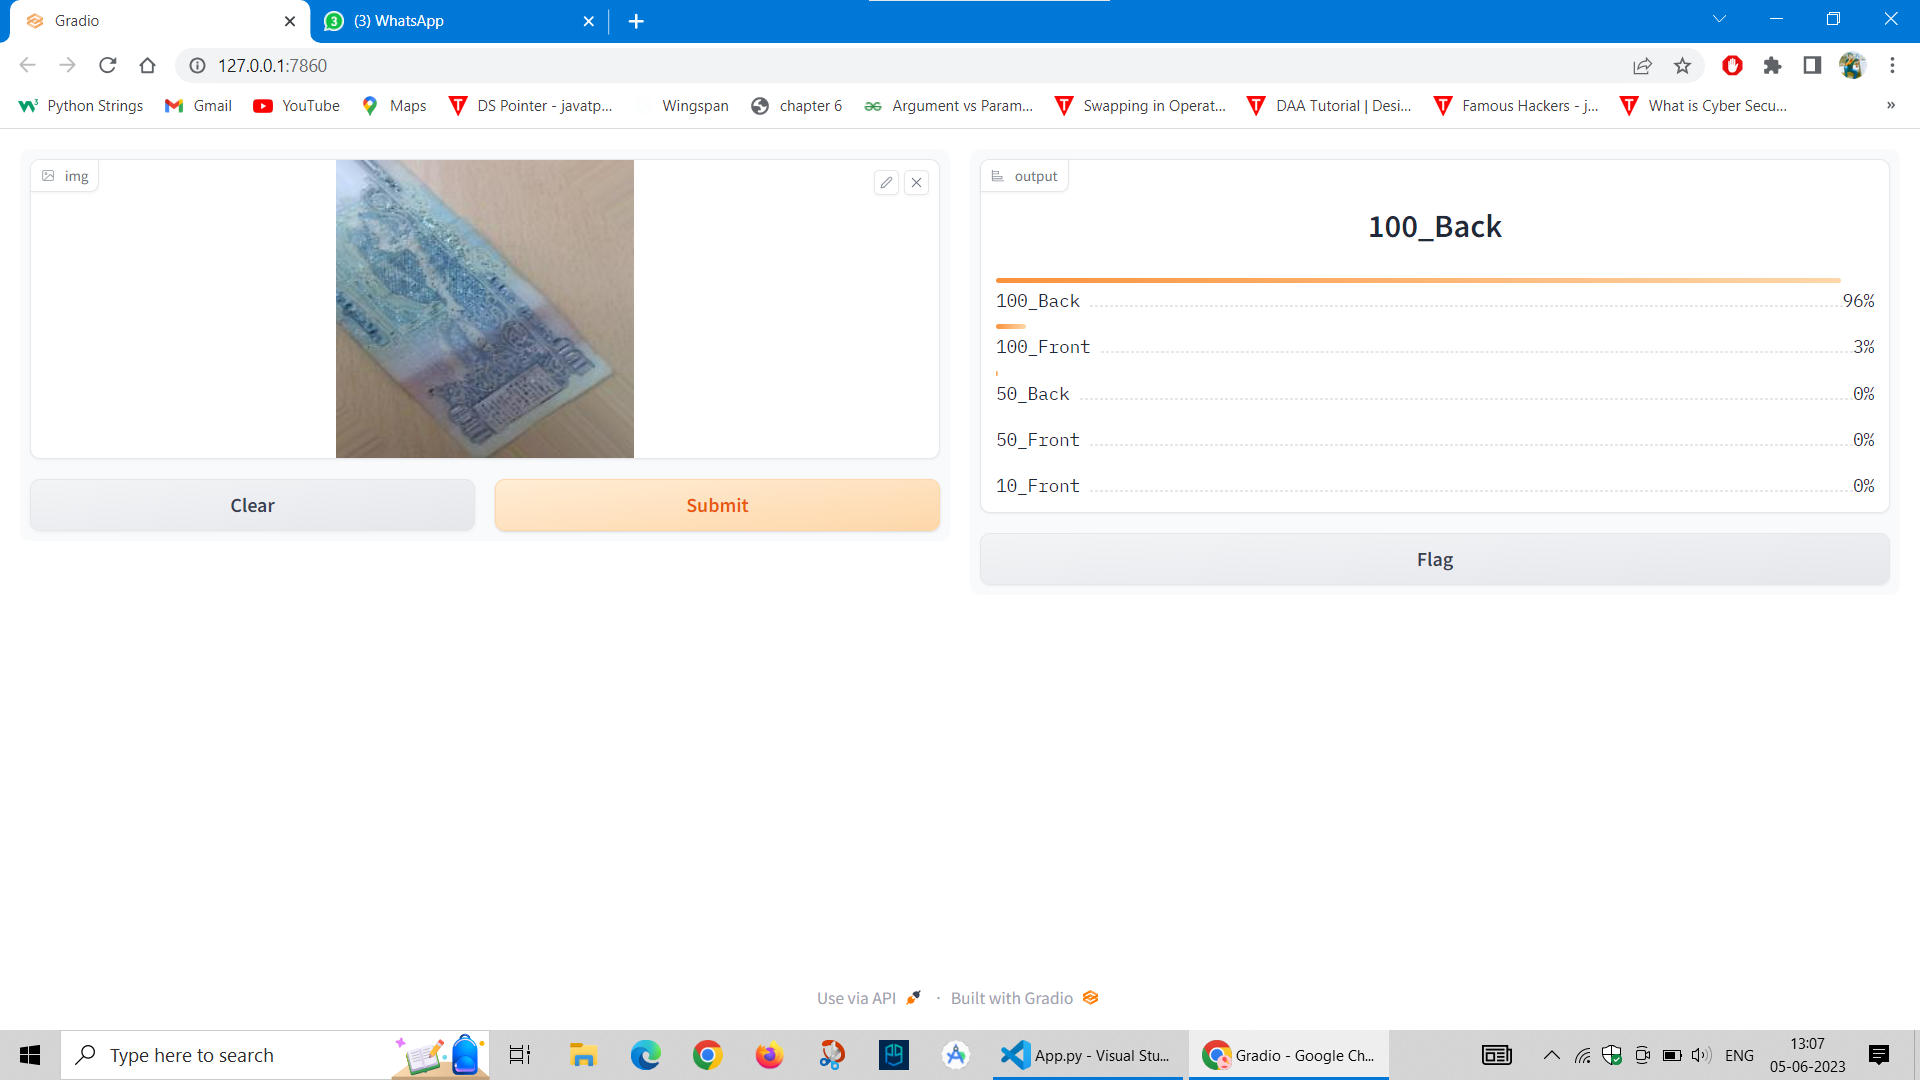 Gradio
3
(3) WhatsApp
127.0.0.1:7860
Python Strings
Gmail
YouTube
Maps
DS Pointer - javatp...
Wingspan
chapter 6
Argument vs Param...
Swapping in Operat...
DAA Tutorial | Desi...
Famous Hackers - j...
What is Cyber Secu...
»
img
output
100_Back
100_Back 96%
100_Front 3%
50_Back 0%
50_Front 0%
10_Front 0%
Clear
Submit
Flag
Use via API
·
Built with Gradio
Type here to search
App.py - Visual Stu...
Gradio - Google Ch...
ENG
13:07
05-06-2023